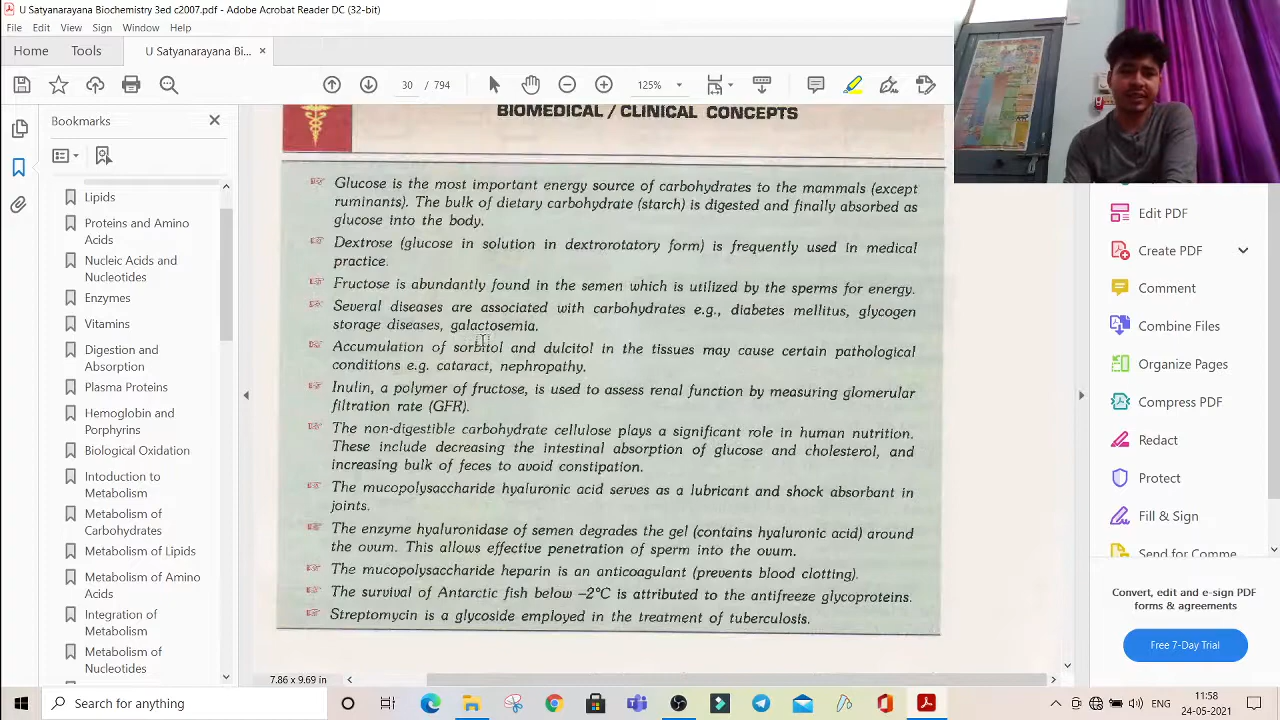 U Satyanarayana Biochemistry 3ed c2007.pdf - Adobe Acrobat Reader DC (32-bit)
File Edit View Sign Window Help
Home Tools U Satyanarayana Bi... ×
30 / 794 125%
Bookmarks
Lipids
Proteins and Amino
Acids
Nucleic Acids and
Nucleotides
Enzymes
Vitamins
Digestion and
Absorption
Plasma Proteins
Hemoglobin and
Porphyrins
Biological Oxidation
Intoduction to
Metabolism
Metabolism of
Carbohydrates
Metabolism of Lipids
Metabolism of Amino
Acids
Integration of
Metabolism
Metabolism of
Nucleotides
BIOMEDICAL / CLINICAL CONCEPTS
Glucose is the most important energy source of carbohydrates to the mammals (except
ruminants). The bulk of dietary carbohydrate (starch) is digested and finally absorbed as
glucose into the body.
Dextrose (glucose in solution in dextrorotatory form) is frequently used in medical
practice.
Fructose is abundantly found in the semen which is utilized by the sperms for energy.
Several diseases are associated with carbohydrates e.g., diabetes mellitus, glycogen
storage diseases, galactosemia.
Accumulation of sorbitol and dulcitol in the tissues may cause certain pathological
conditions e.g. cataract, nephropathy.
Inulin, a polymer of fructose, is used to assess renal function by measuring glomerular
filtration rate (GFR).
The non-digestible carbohydrate cellulose plays a significant role in human nutrition.
These include decreasing the intestinal absorption of glucose and cholesterol, and
increasing bulk of feces to avoid constipation.
The mucopolysaccharide hyaluronic acid serves as a lubricant and shock absorbant in
joints.
The enzyme hyaluronidase of semen degrades the gel (contains hyaluronic acid) around
the ovum. This allows effective penetration of sperm into the ovum.
The mucopolysaccharide heparin is an anticoagulant (prevents blood clotting).
The survival of Antarctic fish below –2°C is attributed to the antifreeze glycoproteins.
Streptomycin is a glycoside employed in the treatment of tuberculosis.
7.86 x 9.69 in
Edit PDF
Create PDF
Comment
Combine Files
Organize Pages
Compress PDF
Redact
Protect
Fill & Sign
Send for Comme
Convert, edit and e-sign PDF
forms & agreements
Free 7-Day Trial
Search for anything
ENG
11:58
24-05-2021